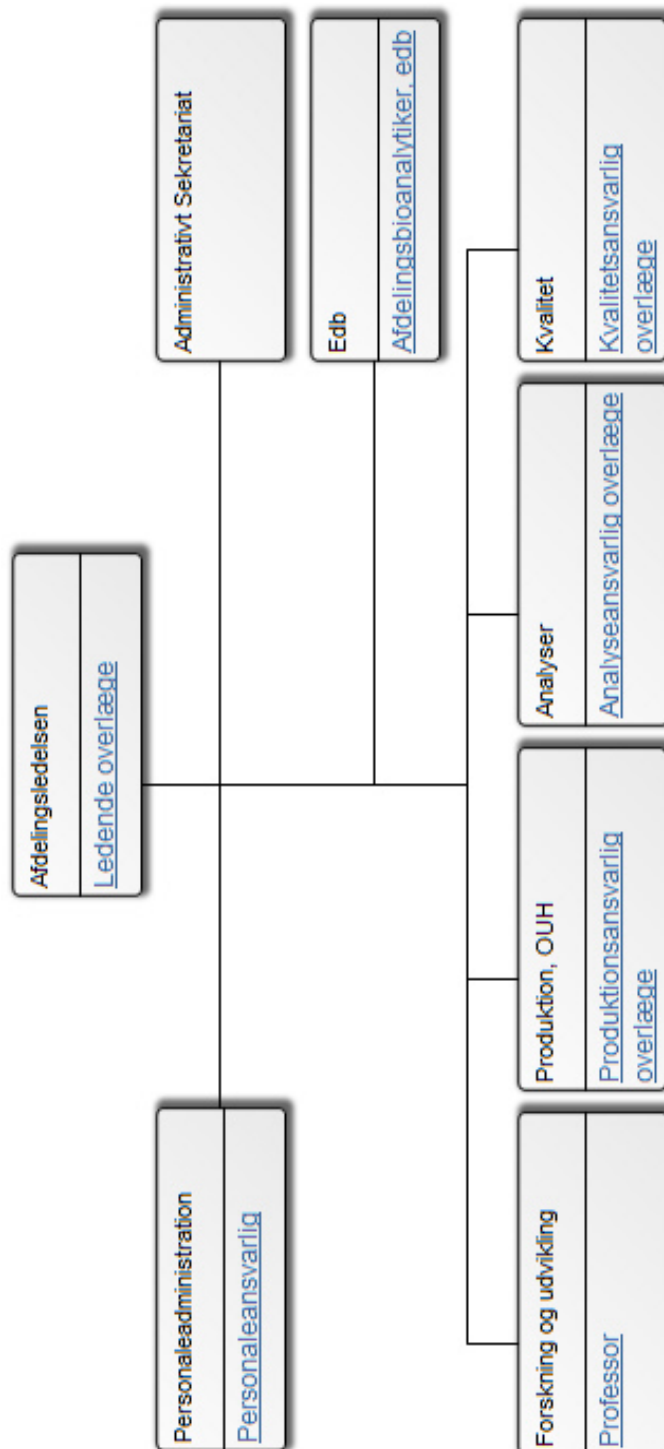 Afdelingsledelsen
Ledende overlæge
Personaleadministration
Personaleansvarlig
Administrativt Sekretariat
Edb
Afdelingsbioanalytiker, edb
Forskning og udvikling
Professor
Produktion, OUH
Produktionsansvarlig
overlæge
Analyser
Analyseansvarlig overlæge
Kvalitet
Kvalitetsansvarlig
overlæge